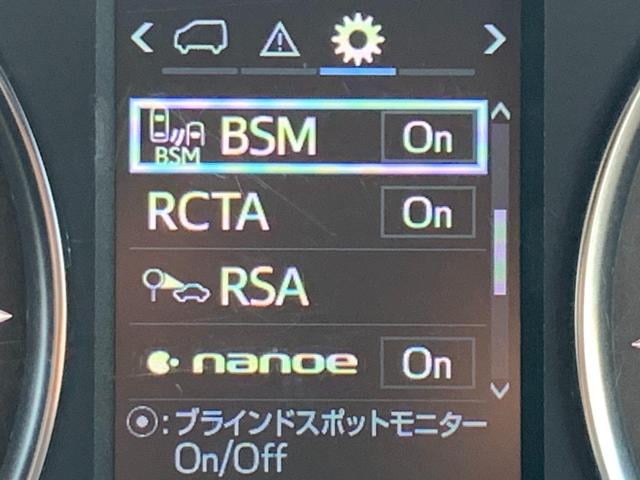 BSM BSM On
RCTA On
RSA
nanoe On
：ブラインドスポットモニター
On/Off